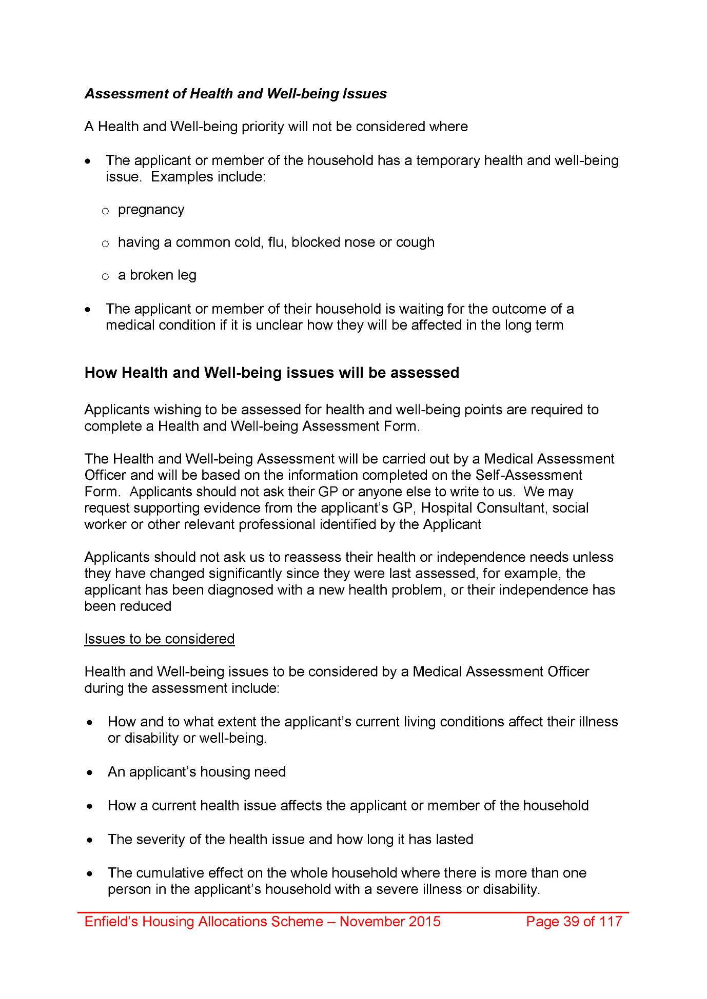 Assessment of Health and Well-being Issues
A Health and Well-being priority will not be considered where
• The applicant or member of the household has a temporary health and well-being
issue.  Examples include:
o pregnancy
o having a common cold, flu, blocked nose or cough
o a broken leg
• The applicant or member of their household is waiting for the outcome of a
medical condition if it is unclear how they will be affected in the long term
How Health and Well-being issues will be assessed
Applicants wishing to be assessed for health and well-being points are required to
complete a Health and Well-being Assessment Form.
The Health and Well-being Assessment will be carried out by a Medical Assessment
Officer and will be based on the information completed on the Self-Assessment
Form.  Applicants should not ask their GP or anyone else to write to us.  We may
request supporting evidence from the applicant’s GP, Hospital Consultant, social
worker or other relevant professional identified by the Applicant
Applicants should not ask us to reassess their health or independence needs unless
they have changed significantly since they were last assessed, for example, the
applicant has been diagnosed with a new health problem, or their independence has
been reduced
Issues to be considered
Health and Well-being issues to be considered by a Medical Assessment Officer
during the assessment include:
• How and to what extent the applicant’s current living conditions affect their illness
or disability or well-being.
• An applicant’s housing need
• How a current health issue affects the applicant or member of the household
• The severity of the health issue and how long it has lasted
• The cumulative effect on the whole household where there is more than one
person in the applicant’s household with a severe illness or disability.
Enfield’s Housing Allocations Scheme – November 2015 Page 39 of 117